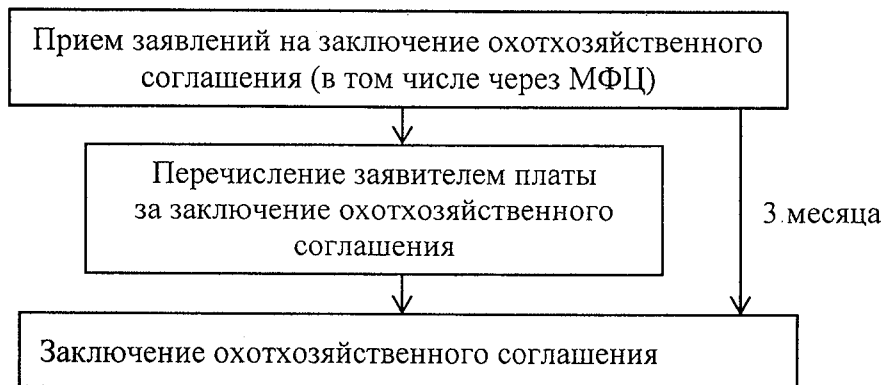 Прием заявлений на заключение охотхозяйственного
соглашения (в том числе через МФЦ)
Перечисление заявителем платы
за заключение охотхозяйственного
соглашения
3 месяца
Заключение охотхозяйственного соглашения